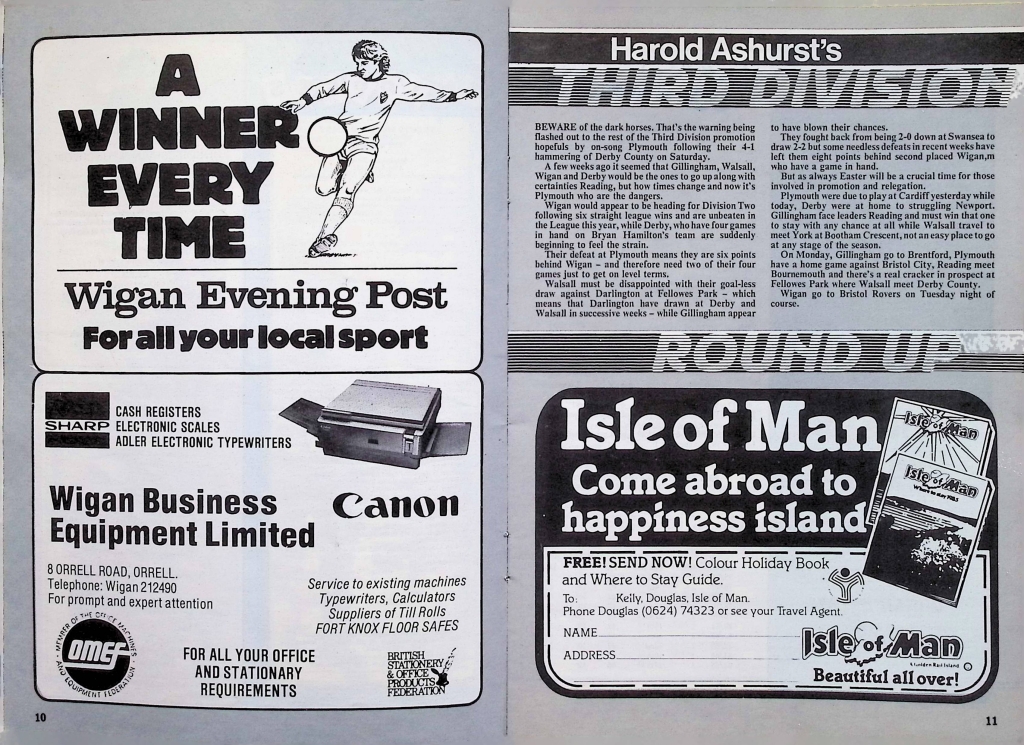 A
WINNER
EVERY
TIME
Wigan Evening Post
For all your local sport
SHARP
CASH REGISTERS
ELECTRONIC SCALES
ADLER ELECTRONIC TYPEWRITERS
Wigan Business
Equipment Limited
Canon
8 ORRELL ROAD, ORRELL.
Telephone: Wigan 212490
For prompt and expert attention
Service to existing machines
Typewriters, Calculators
Suppliers of Till Rolls
FORT KNOX FLOOR SAFES
MEMBER OF THE OFFICE MACHINES
AND EQUIPMENT FEDERATION
omef
FOR ALL YOUR OFFICE
AND STATIONARY
REQUIREMENTS
BRITISH
STATIONERY
& OFFICE
PRODUCTS
FEDERATION
10
Harold Ashurst's
THIRD DIVISION
BEWARE of the dark horses. That's the warning being
flashed out to the rest of the Third Division promotion
hopefuls by on-song Plymouth following their 4-1
hammering of Derby County on Saturday.
A few weeks ago it seemed that Gillingham, Walsall,
Wigan and Derby would be the ones to go up along with
certainties Reading, but how times change and now it's
Plymouth who are the dangers.
Wigan would appear to be heading for Division Two
following six straight league wins and are unbeaten in
the League this year, while Derby, who have four games
in hand on Bryan Hamilton's team are suddenly
beginning to feel the strain.
Their defeat at Plymouth means they are six points
behind Wigan – and therefore need two of their four
games just to get on level terms.
Walsall must be disappointed with their goal-less
draw against Darlington at Fellowes Park – which
means that Darlington have drawn at Derby and
Walsall in successive weeks – while Gillingham appear
to have blown their chances.
They fought back from being 2-0 down at Swansea to
draw 2-2 but some needless defeats in recent weeks have
left them eight points behind second placed Wigan,m
who have a game in hand.
But as always Easter will be a crucial time for those
involved in promotion and relegation.
Plymouth were due to play at Cardiff yesterday while
today, Derby were at home to struggling Newport.
Gillingham face leaders Reading and must win that one
to stay with any chance at all while Walsall travel to
meet York at Bootham Crescent, not an easy place to go
at any stage of the season.
On Monday, Gillingham go to Brentford, Plymouth
have a home game against Bristol City, Reading meet
Bournemouth and there's a real cracker in prospect at
Fellowes Park where Walsall meet Derby County.
Wigan go to Bristol Rovers on Tuesday night of
course.
ROUND UP
Isle of Man
Come abroad to
happiness island
Isle of Man
Isle of Man
Where to stay
FREE! SEND NOW! Colour Holiday Book
and Where to Stay Guide.
To: Kelly, Douglas, Isle of Man.
Phone Douglas (0624) 74323 or see your Travel Agent.
NAME
ADDRESS
Isle of Man
Beautiful all over!
11